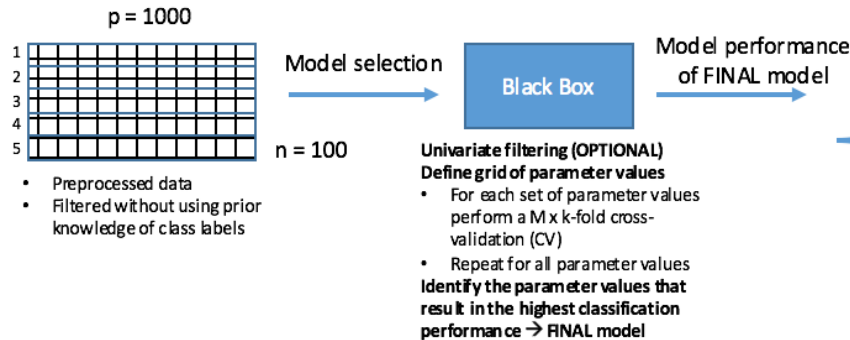 p = 1000
1
2
3
4
5
n = 100
• Preprocessed data
• Filtered without using prior
knowledge of class labels
Model selection
Black Box
Univariate filtering (OPTIONAL)
Define grid of parameter values
• For each set of parameter values
perform a M x k-fold cross-
validation (CV)
• Repeat for all parameter values
Identify the parameter values that
result in the highest classification
performance → FINAL model
Model performance
of FINAL model